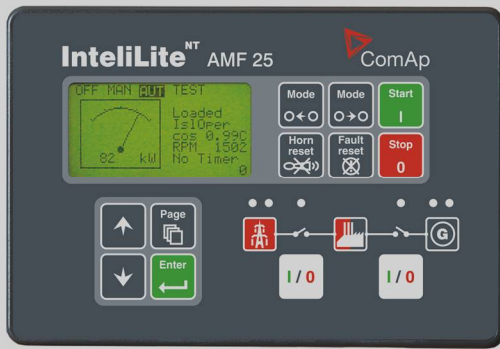 InteliLite NT AMF 25
ComAp
OFF MAN AUT TEST
Loaded
IslOper
cos 0.99C
RPM 1502
No Timer
0
82 kW
Mode
Mode
Start
I
Horn reset
Fault reset
Stop
0
Page
Enter
G
I / 0
I / 0